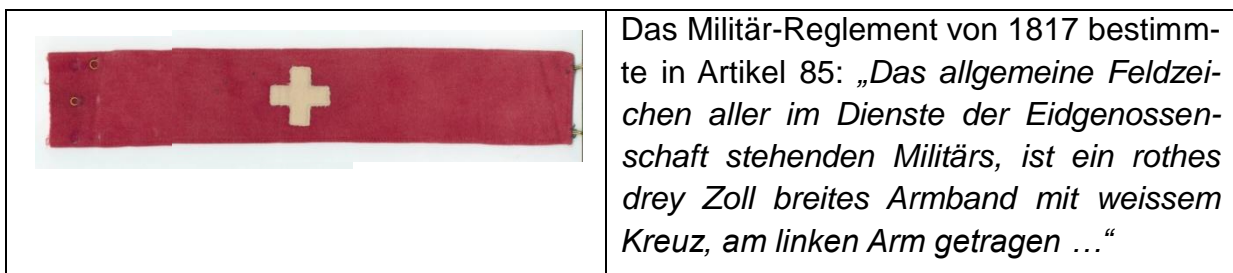 Das Militär-Reglement von 1817 bestimm-
te in Artikel 85: „Das allgemeine Feldzei-
chen aller im Dienste der Eidgenossen-
schaft stehenden Militärs, ist ein rothes
drey Zoll breites Armband mit weissem
Kreuz, am linken Arm getragen …“